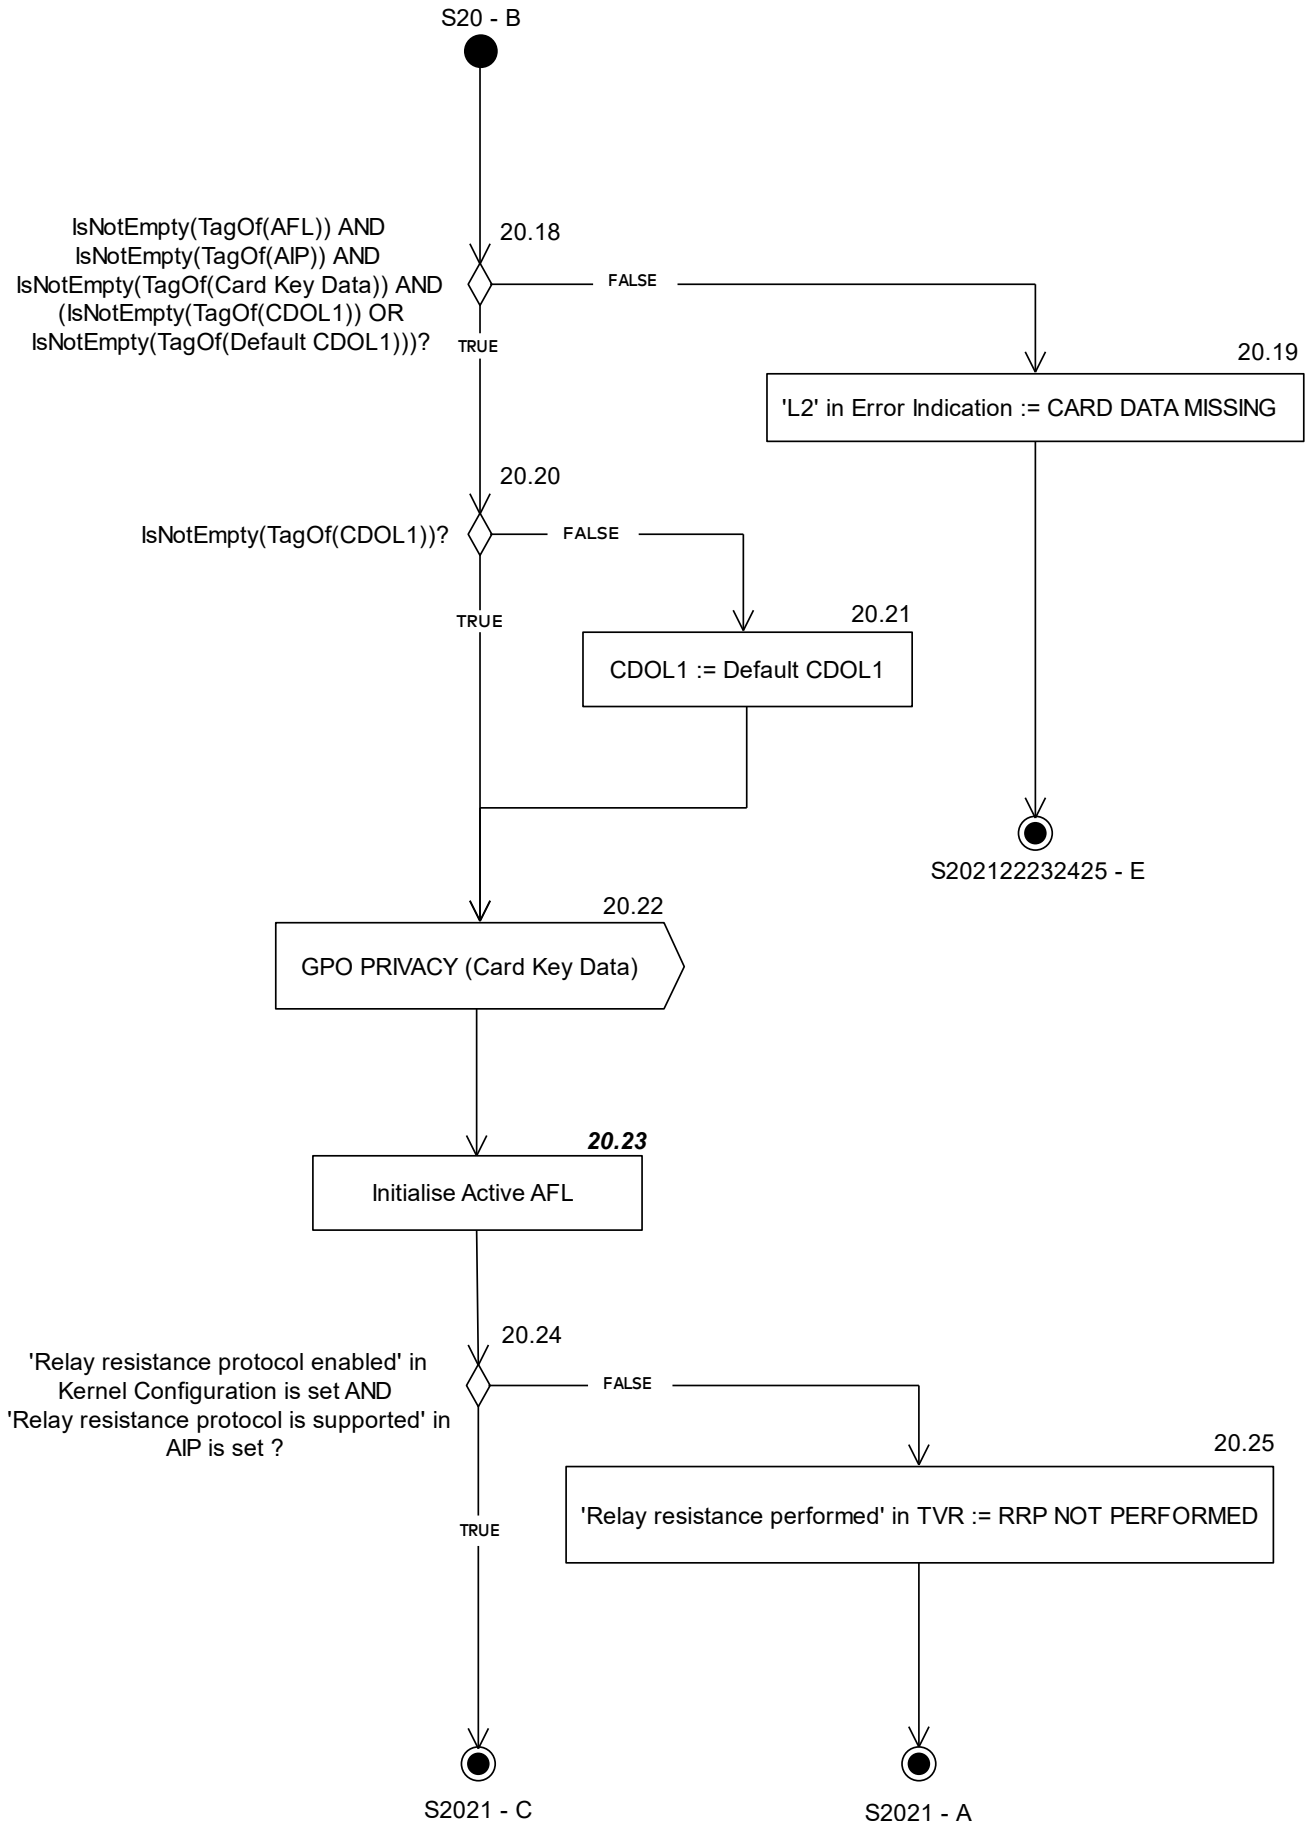 S20 - B
IsNotEmpty(TagOf(AFL)) AND
IsNotEmpty(TagOf(AIP)) AND
IsNotEmpty(TagOf(Card Key Data)) AND
(IsNotEmpty(TagOf(CDOL1)) OR
IsNotEmpty(TagOf(Default CDOL1)))?
20.18
FALSE
TRUE
20.19
'L2' in Error Indication := CARD DATA MISSING
20.20
IsNotEmpty(TagOf(CDOL1))?
FALSE
TRUE
20.21
CDOL1 := Default CDOL1
S202122232425 - E
20.22
GPO PRIVACY (Card Key Data)
20.23
Initialise Active AFL
20.24
'Relay resistance protocol enabled' in
Kernel Configuration is set AND
'Relay resistance protocol is supported' in
AIP is set ?
FALSE
20.25
'Relay resistance performed' in TVR := RRP NOT PERFORMED
TRUE
S2021 - C
S2021 - A